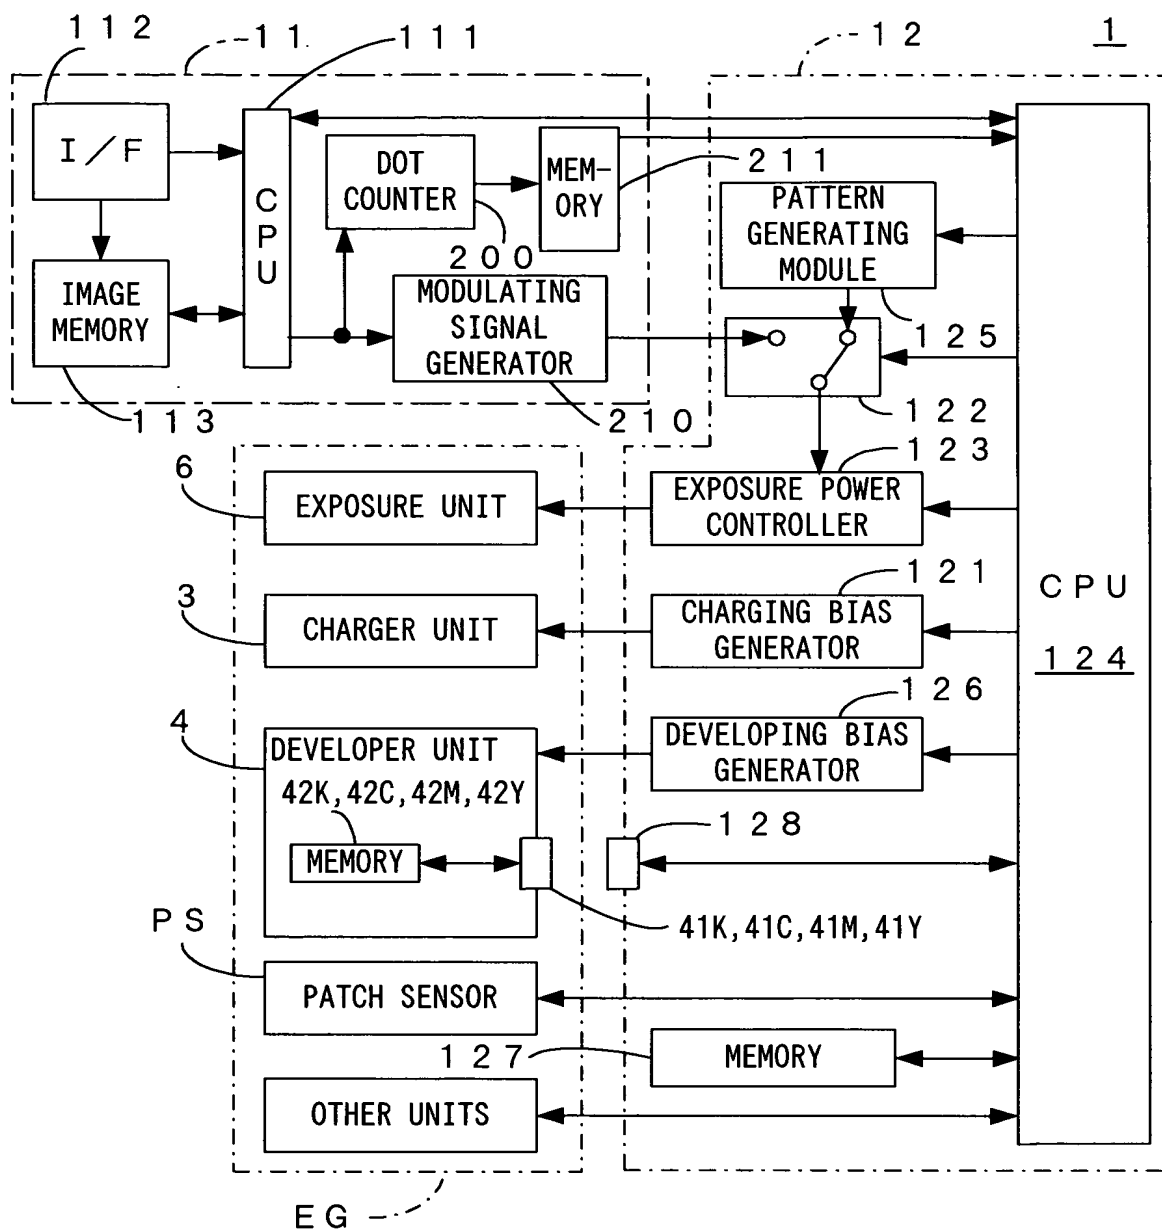 112
11
111
12
1
I/F
CPU
DOT
COUNTER
MEM-
ORY
211
PATTERN
GENERATING
MODULE
200
IMAGE
MEMORY
MODULATING
SIGNAL
GENERATOR
125
113
210
122
6
EXPOSURE UNIT
123
EXPOSURE POWER
CONTROLLER
3
CHARGER UNIT
121
CHARGING BIAS
GENERATOR
CPU
124
4
DEVELOPER UNIT
126
DEVELOPING BIAS
GENERATOR
42K, 42C, 42M, 42Y
MEMORY
128
41K, 41C, 41M, 41Y
PS
PATCH SENSOR
127
MEMORY
OTHER UNITS
EG